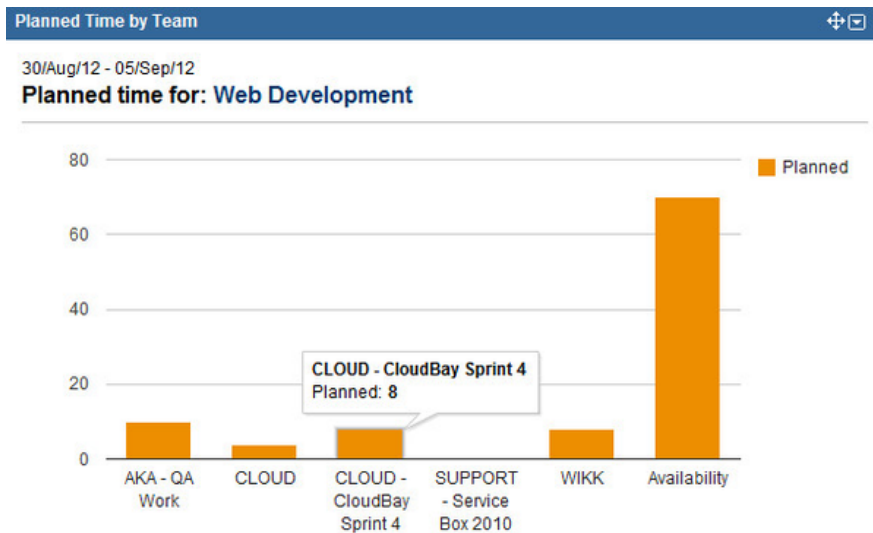 Planned Time by Team
30/Aug/12 - 05/Sep/12
Planned time for: Web Development
80
60
40
20
0
Planned
CLOUD - CloudBay Sprint 4
Planned: 8
AKA - QA
Work
CLOUD
CLOUD -
CloudBay
Sprint 4
SUPPORT
- Service
Box 2010
WIKK
Availability